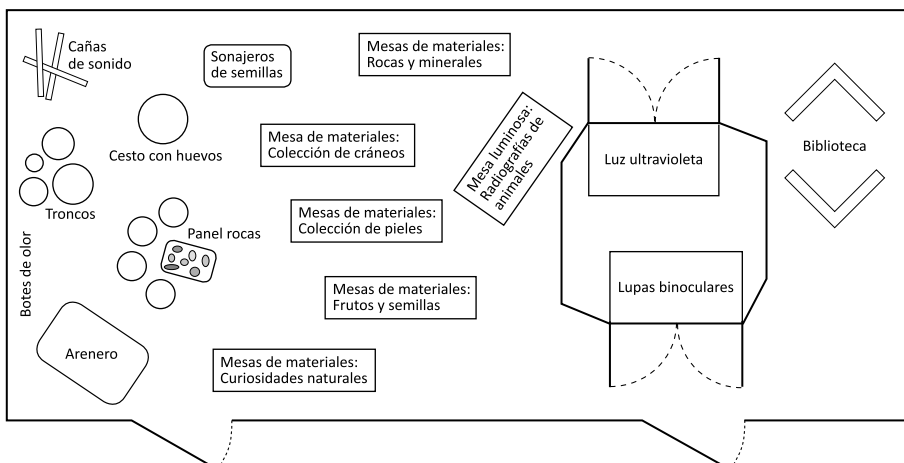 Cañas
de sonido
Sonajeros
de semillas
Mesas de materiales:
Rocas y minerales
Cesto con huevos
Mesa de materiales:
Colección de cráneos
Mesa luminosa:
Radiografías de
animales
Luz ultravioleta
Biblioteca
Troncos
Panel rocas
Mesas de materiales:
Colección de pieles
Botes de olor
Mesas de materiales:
Frutos y semillas
Lupas binoculares
Arenero
Mesas de materiales:
Curiosidades naturales